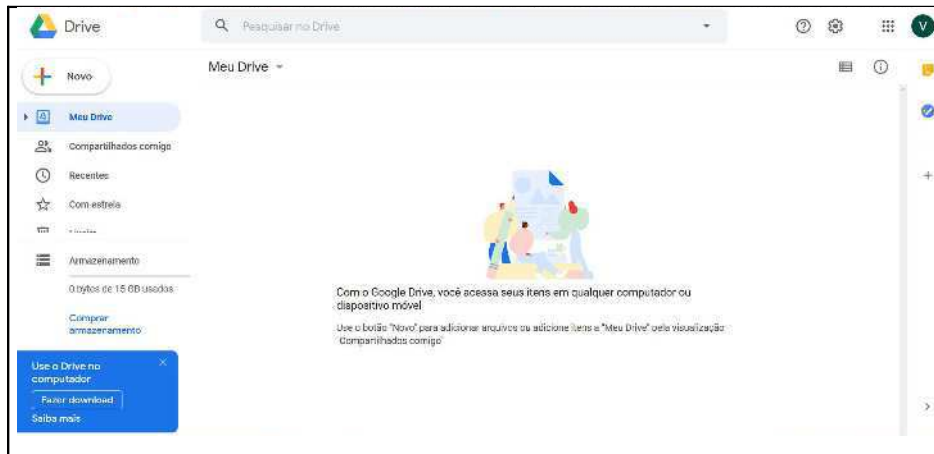 Drive
Pesquisar no Drive
V
Novo
Meu Drive
Meu Drive
Compartilhados comigo
Recentes
Com estrela
Armazenamento
0 bytes de 15 GB usados
Comprar
armazenamento
Com o Google Drive, você acessa seus itens em qualquer computador ou
dispositivo móvel
Use o botão "Novo" para adicionar arquivos ou adicione itens a "Meu Drive" pela visualização
"Compartilhados comigo"
Use o Drive no
computador
Fazer download
Saiba mais